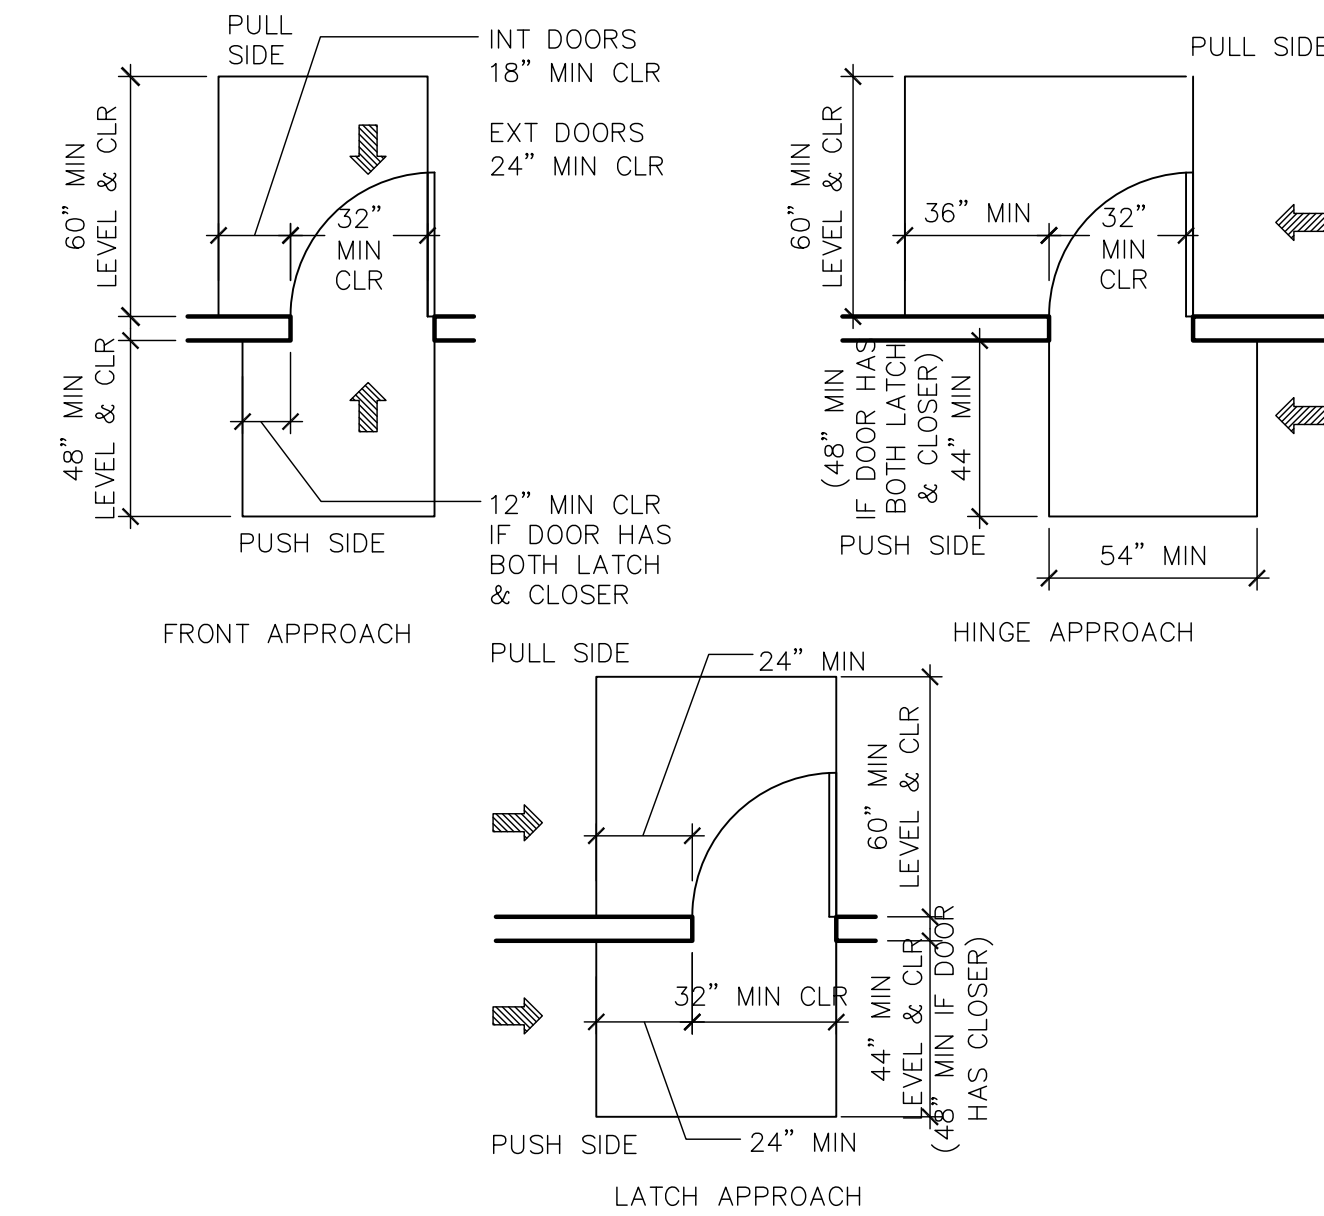 PULL
SIDE
INT DOORS
18" MIN CLR
EXT DOORS
24" MIN CLR
60" MIN
LEVEL & CLR
32"
MIN
CLR
48" MIN
LEVEL & CLR
12" MIN CLR
IF DOOR HAS
BOTH LATCH
& CLOSER
PUSH SIDE
FRONT APPROACH
PULL SIDE
60" MIN
LEVEL & CLR
36" MIN
32"
MIN
CLR
(48" MIN
IF DOOR HAS
BOTH LATCH
& CLOSER)
44" MIN
PUSH SIDE
54" MIN
HINGE APPROACH
PULL SIDE
24" MIN
60" MIN
LEVEL & CLR
32" MIN CLR
44" MIN
LEVEL & CLR
(48" MIN IF DOOR
HAS CLOSER)
PUSH SIDE
24" MIN
LATCH APPROACH